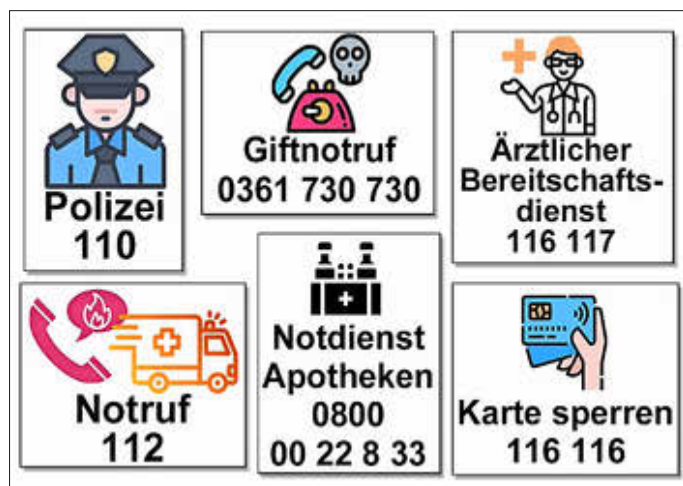 Polizei
110
Giftnotruf
0361 730 730
Ärztlicher
Bereitschafts-
dienst
116 117
Notruf
112
Notdienst
Apotheken
0800
00 22 8 33
Karte sperren
116 116